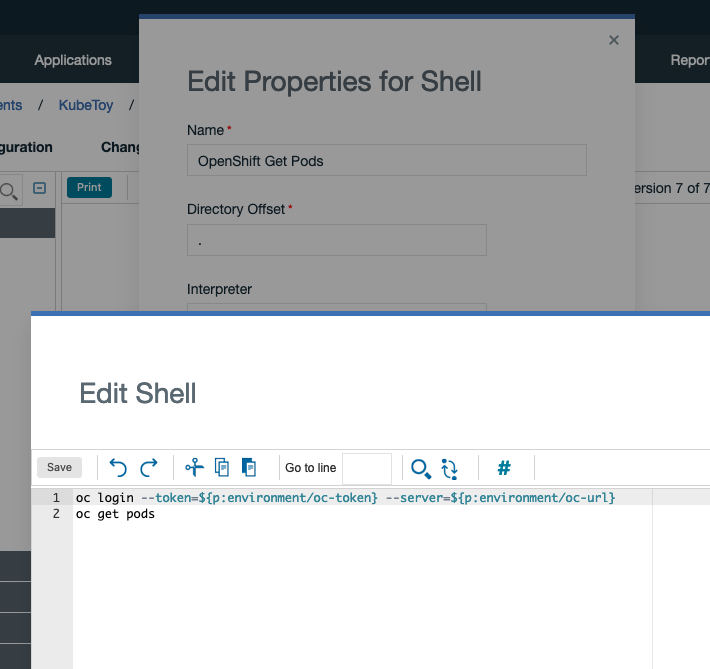 Applications
Repor
ents / KubeToy /
guration
Chang
Print
ersion 7 of 7
×
Edit Properties for Shell
Name *
OpenShift Get Pods
Directory Offset *
.
Interpreter
Edit Shell
Save
Go to line
#
1 oc login --token=${p:environment/oc-token} --server=${p:environment/oc-url}
2 oc get pods